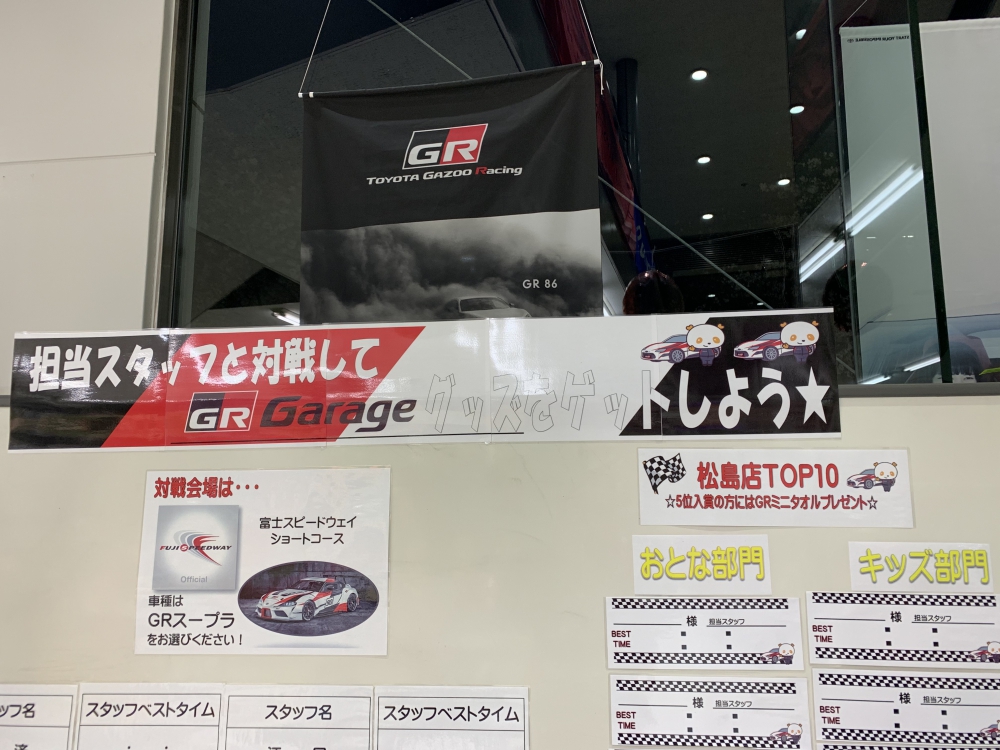 GR
TOYOTA GAZOO Racing
GR 86
担当スタッフと対戦して
GR Garage グッズをゲットしよう★
対戦会場は・・・
FUJI SPEEDWAY
Official
富士スピードウェイ
ショートコース
車種は
GRスープラ
をお選びください！
松島店TOP10
☆5位入賞の方にはGRミニタオルプレゼント☆
おとな部門
キッズ部門
様 担当スタッフ
BEST
TIME
様 担当スタッフ
BEST
TIME
様 担当スタッフ
BEST
TIME
様 担当スタッフ
BEST
TIME
ッフ名
スタッフベストタイム
スタッフ名
スタッフベストタイム